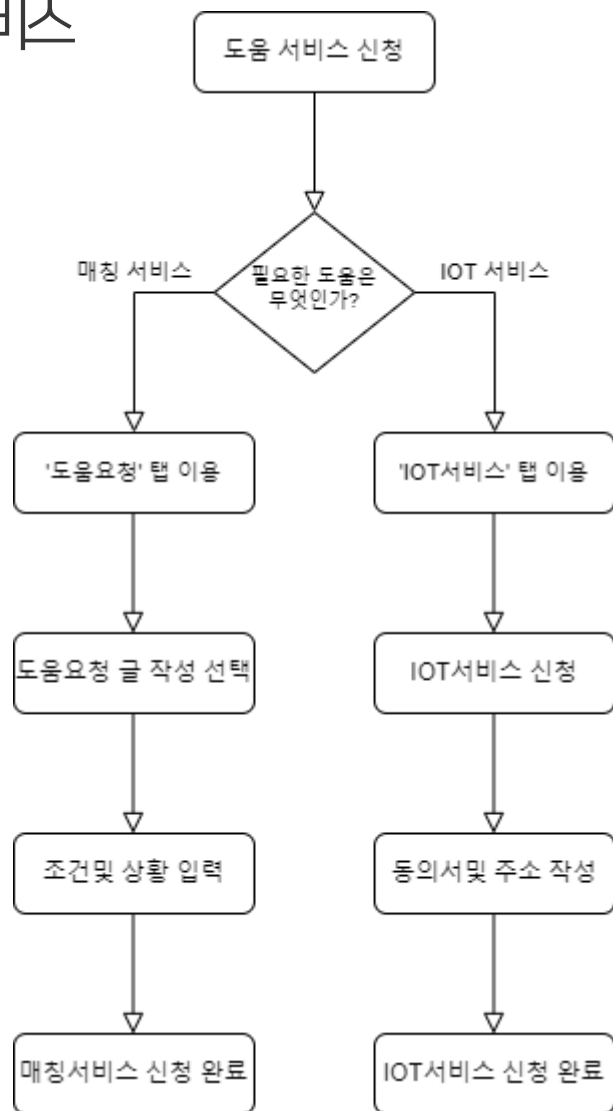 비스
도움 서비스 신청
매칭 서비스
필요한 도움은
무엇인가?
IOT 서비스
'도움요청' 탭 이용
'IOT서비스' 탭 이용
도움요청 글 작성 선택
IOT서비스 신청
조건및 상황 입력
동의서및 주소 작성
매칭서비스 신청 완료
IOT서비스 신청 완료